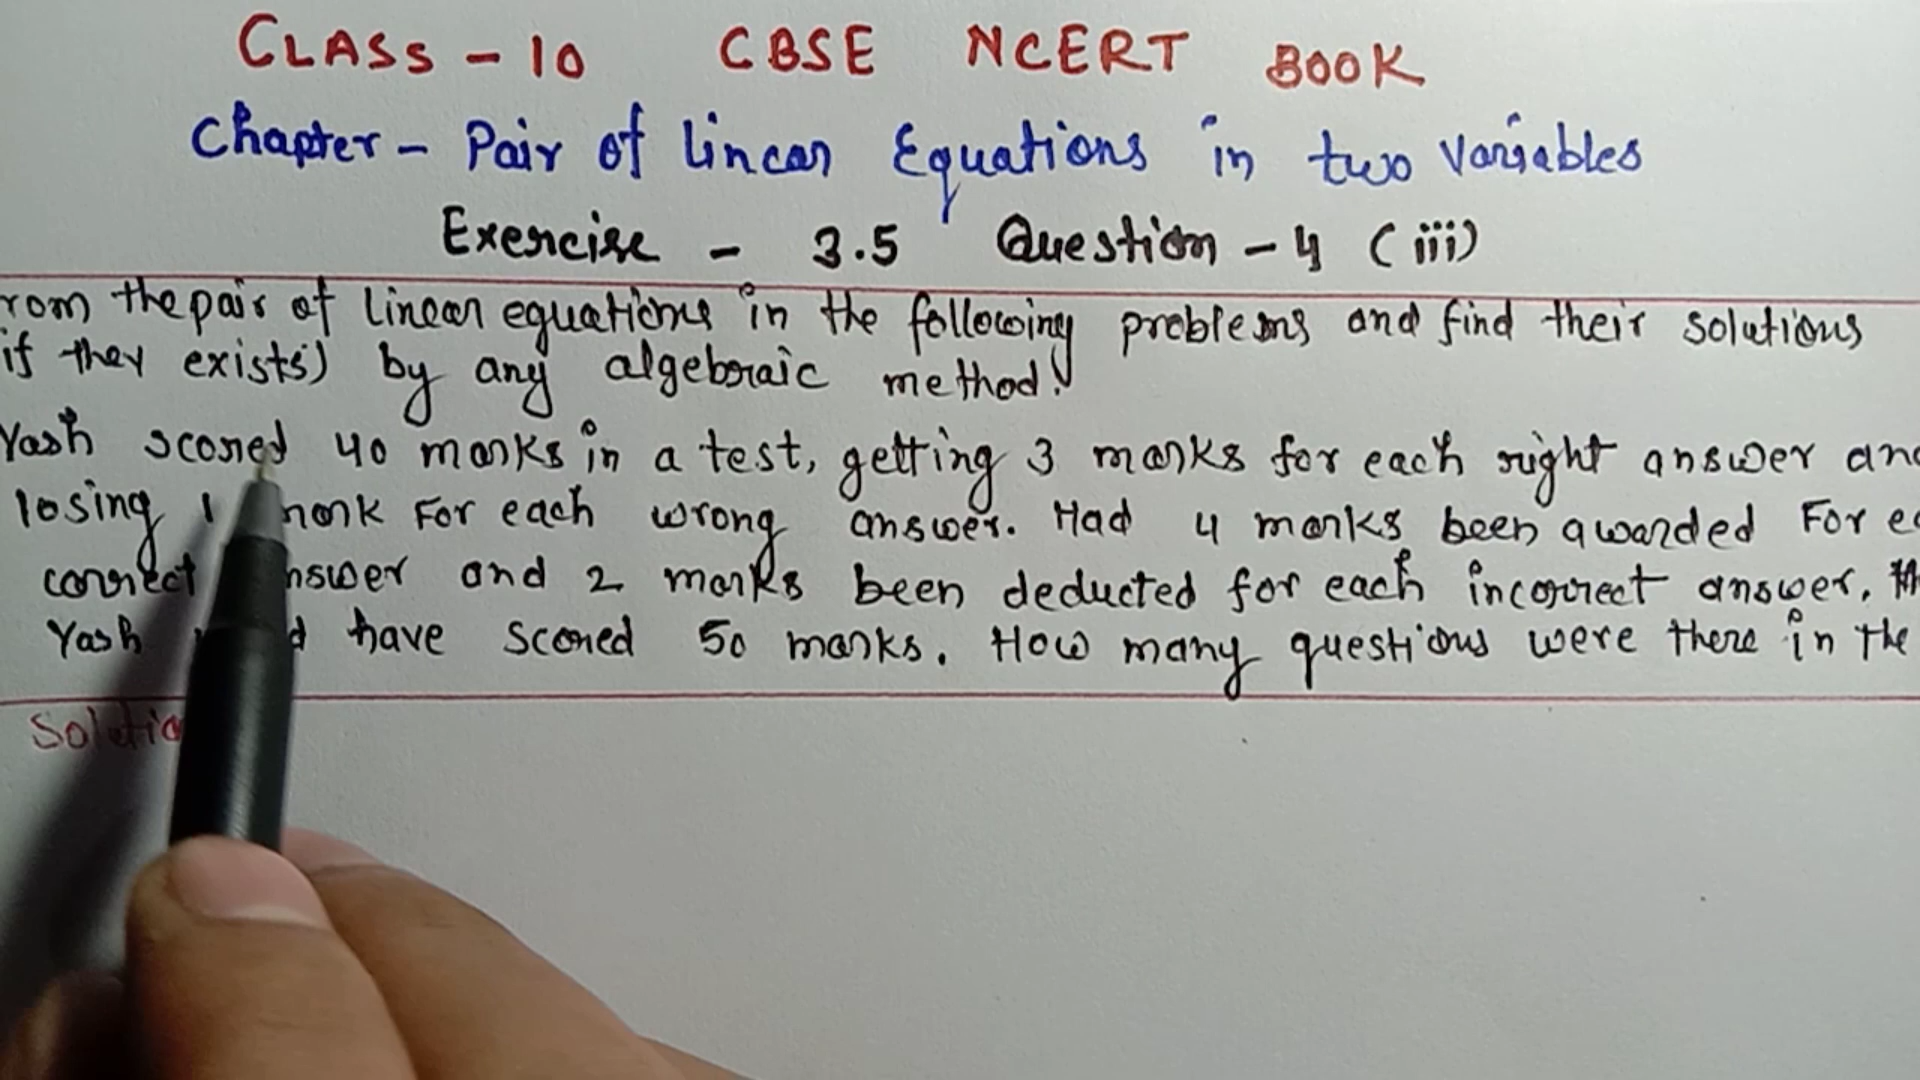 CLASS - 10 CBSE NCERT BOOK
Chapter - Pair of linear Equations in two Variables
Exercise - 3.5 Question - 4 (iii)
rom the pair of linear equations in the following problems and find their solutions
if they exists) by any algebraic method!
Yash scored 40 marks in a test, getting 3 marks for each right answer and
losing 1 mark For each wrong answer. Had 4 marks been awarded For
correct answer and 2 marks been deducted for each incorrect answer,
Yash have scored 50 marks. How many questions were there in the
Solutio